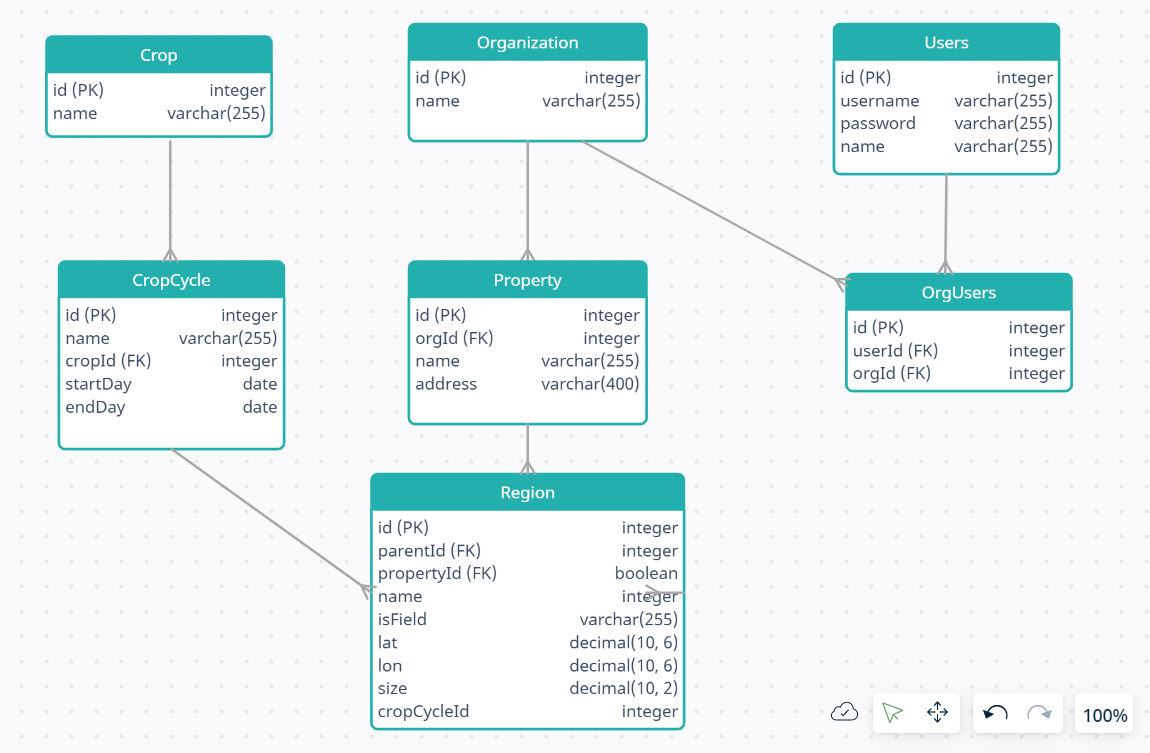 Crop
id (PK) integer
name varchar(255)
Organization
id (PK) integer
name varchar(255)
Users
id (PK) integer
username varchar(255)
password varchar(255)
name varchar(255)
CropCycle
id (PK) integer
name varchar(255)
cropId (FK) integer
startDay date
endDay date
Property
id (PK) integer
orgId (FK) integer
name varchar(255)
address varchar(400)
OrgUsers
id (PK) integer
userId (FK) integer
orgId (FK) integer
Region
id (PK) integer
parentId (FK) integer
propertyId (FK) boolean
name integer
isField varchar(255)
lat decimal(10, 6)
lon decimal(10, 6)
size decimal(10, 2)
cropCycleId integer
100%